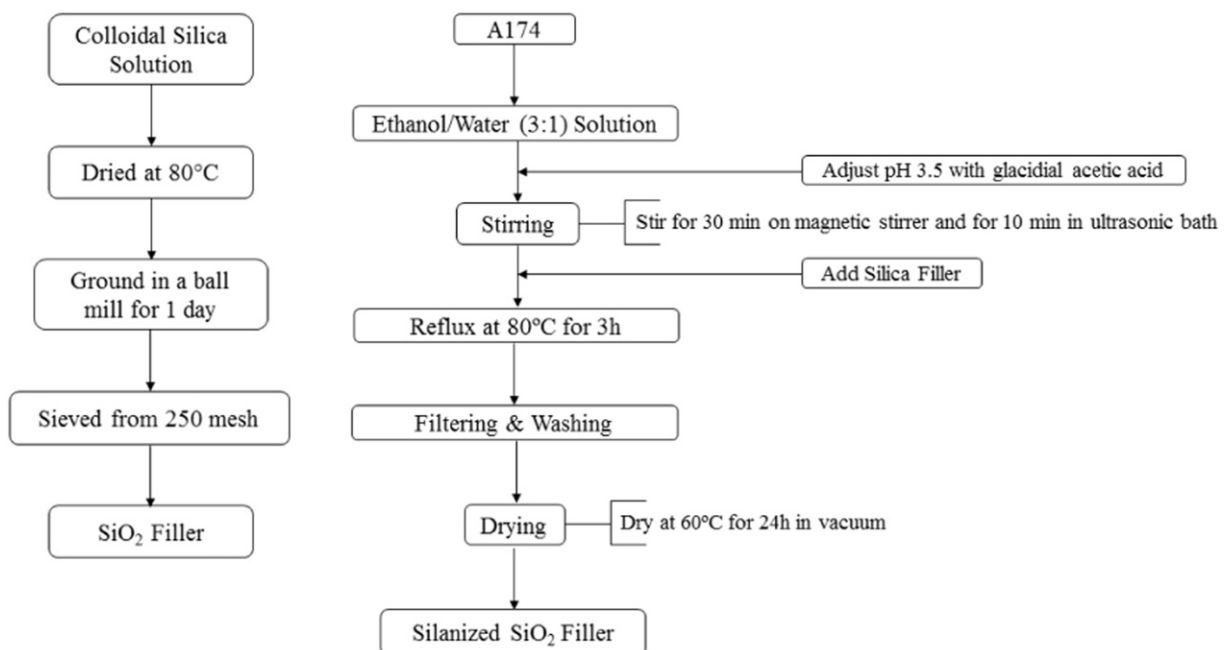 Colloidal Silica
Solution
Dried at 80°C
Ground in a ball
mill for 1 day
Sieved from 250 mesh
SiO₂ Filler
A174
Ethanol/Water (3:1) Solution
Adjust pH 3.5 with glacidial acetic acid
Stirring
Stir for 30 min on magnetic stirrer and for 10 min in ultrasonic bath
Add Silica Filler
Reflux at 80°C for 3h
Filtering & Washing
Drying
Dry at 60°C for 24h in vacuum
Silanized SiO₂ Filler